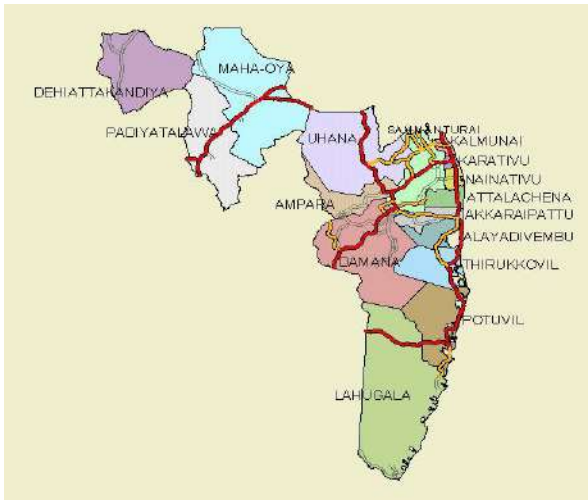 MAHA-OYA
DEHIATTAKANDIYA
PADIYATALAWA
UHANA
SAMMANTURAI
KALMUNAI
KARATIVU
NAINATIVU
AMPARA
ATTALACHENA
AKKARAIPATTU
ALAYADIVEMBU
DAMANA
THIRUKKOVIL
POTUVIL
LAHUGALA